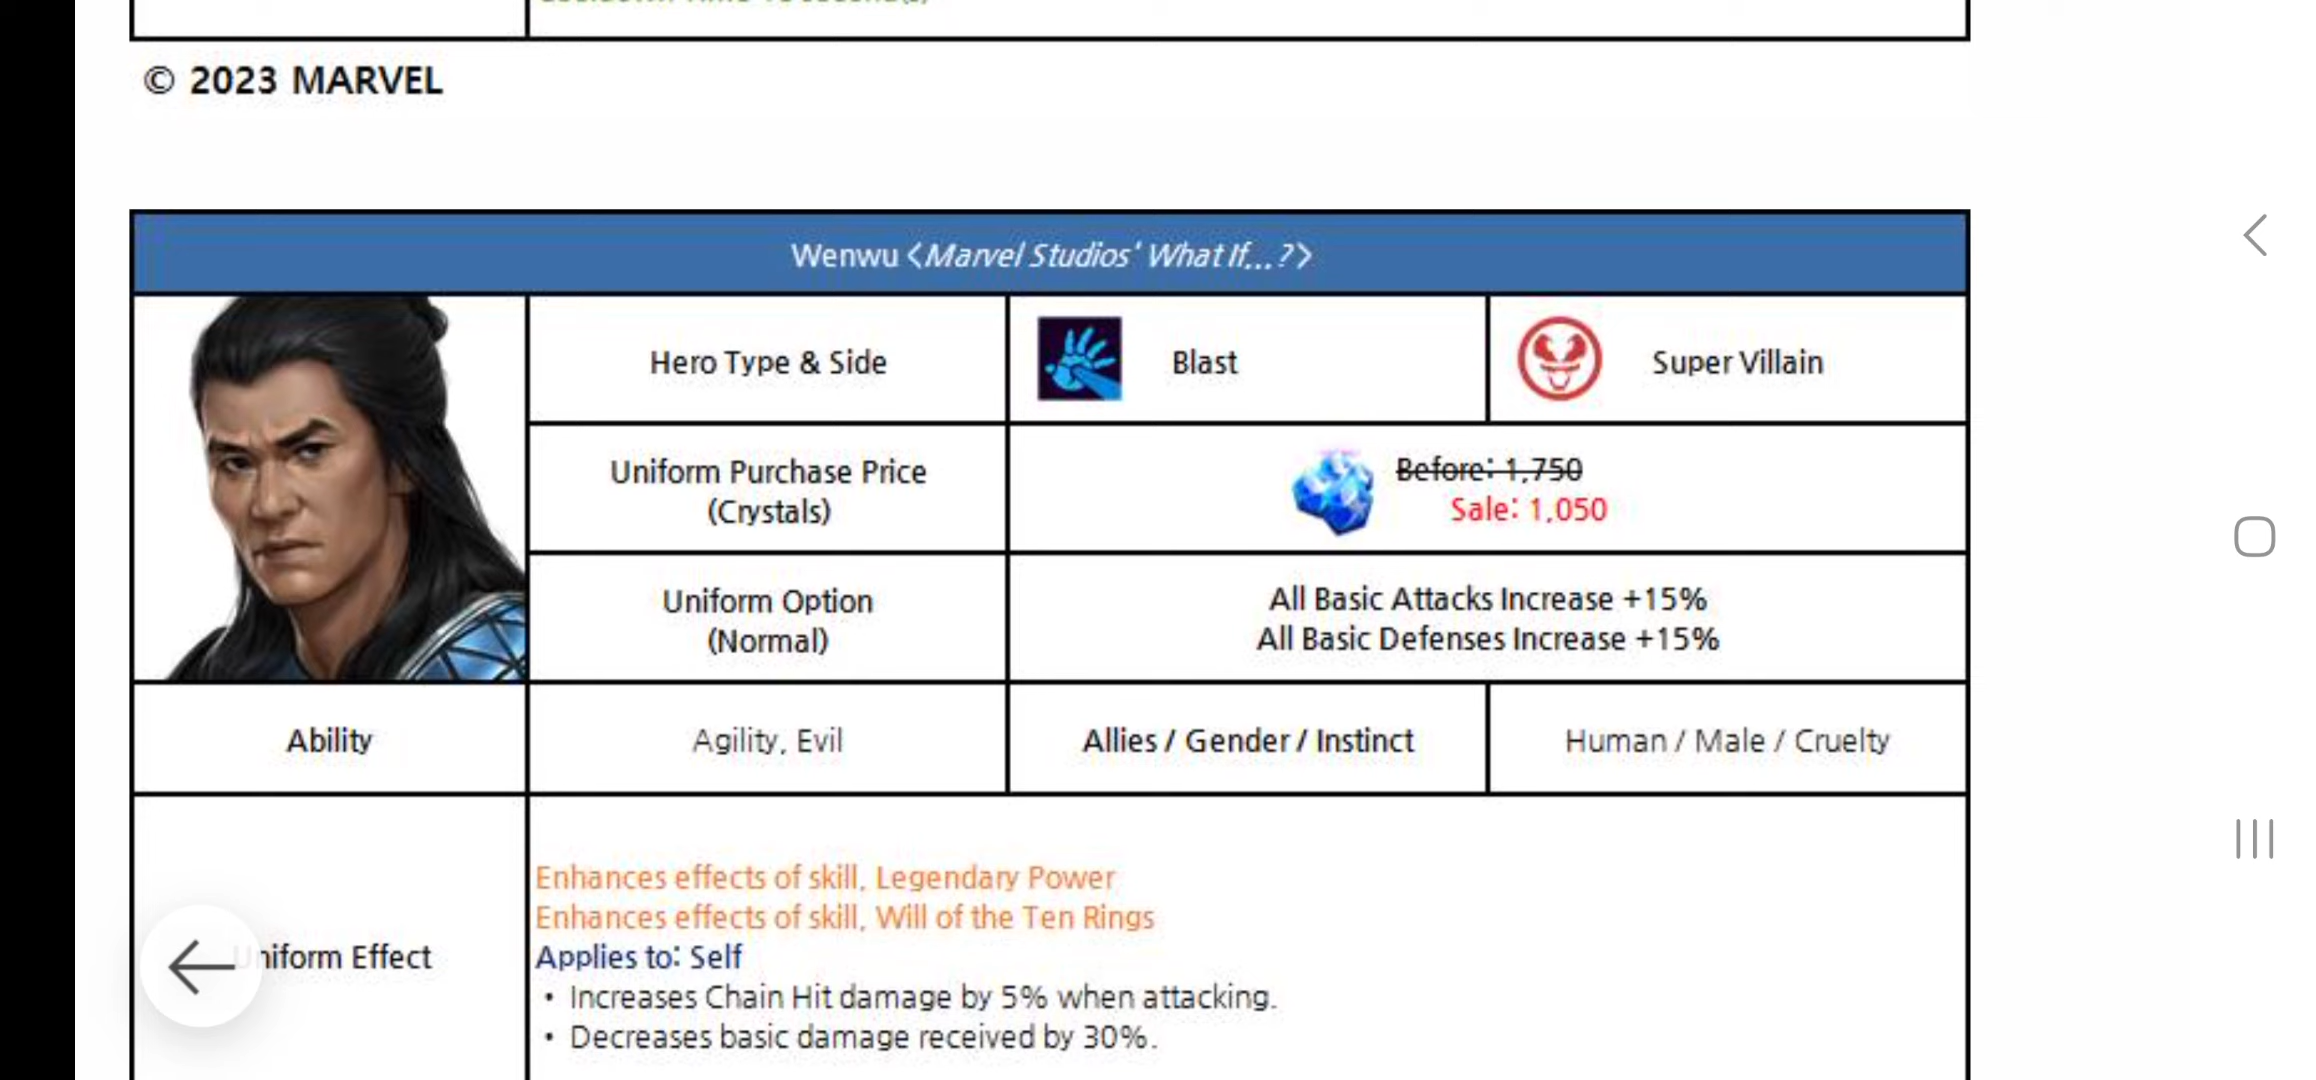 © 2023 MARVEL
Wenwu <Marvel Studios' What If...?>
Hero Type & Side
Blast
Super Villain
Uniform Purchase Price
(Crystals)
Before: 1,750
Sale: 1,050
Uniform Option
(Normal)
All Basic Attacks Increase +15%
All Basic Defenses Increase +15%
Ability
Agility, Evil
Allies / Gender / Instinct
Human / Male / Cruelty
Uniform Effect
Enhances effects of skill, Legendary Power
Enhances effects of skill, Will of the Ten Rings
Applies to: Self
• Increases Chain Hit damage by 5% when attacking.
• Decreases basic damage received by 30%.